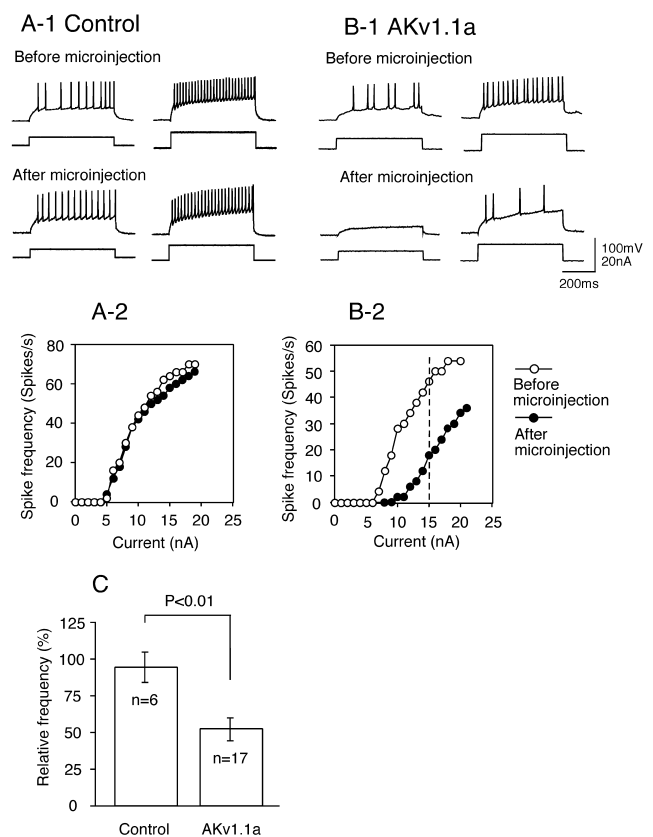 A-1 Control
B-1 AKv1.1a
Before microinjection
Before microinjection
After microinjection
After microinjection
100mV
20nA
200ms
A-2
B-2
Spike frequency (Spikes/s)
80
60
40
20
0
0 5 10 15 20 25
Current (nA)
Spike frequency (Spikes/s)
60
50
40
30
20
10
0
0 5 10 15 20 25
Current (nA)
Before
microinjection
After
microinjection
C
P<0.01
Relative frequency (%)
125
100
75
50
25
0
n=6
n=17
Control AKv1.1a